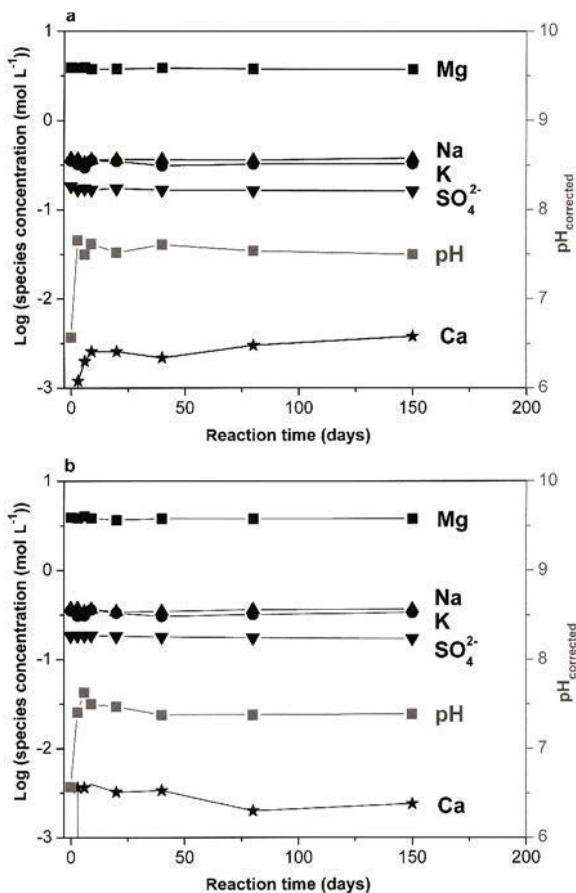 a
1
0
-1
-2
-3
10
9
8
7
6
Mg
Na
K
SO₄²⁻
pH
Ca
0 50 100 150 200
Log (species concentration (mol L⁻¹))
pHcorrected
Reaction time (days)
b
1
0
-1
-2
-3
10
9
8
7
6
Mg
Na
K
SO₄²⁻
pH
Ca
0 50 100 150 200
Log (species concentration (mol L⁻¹))
pHcorrected
Reaction time (days)